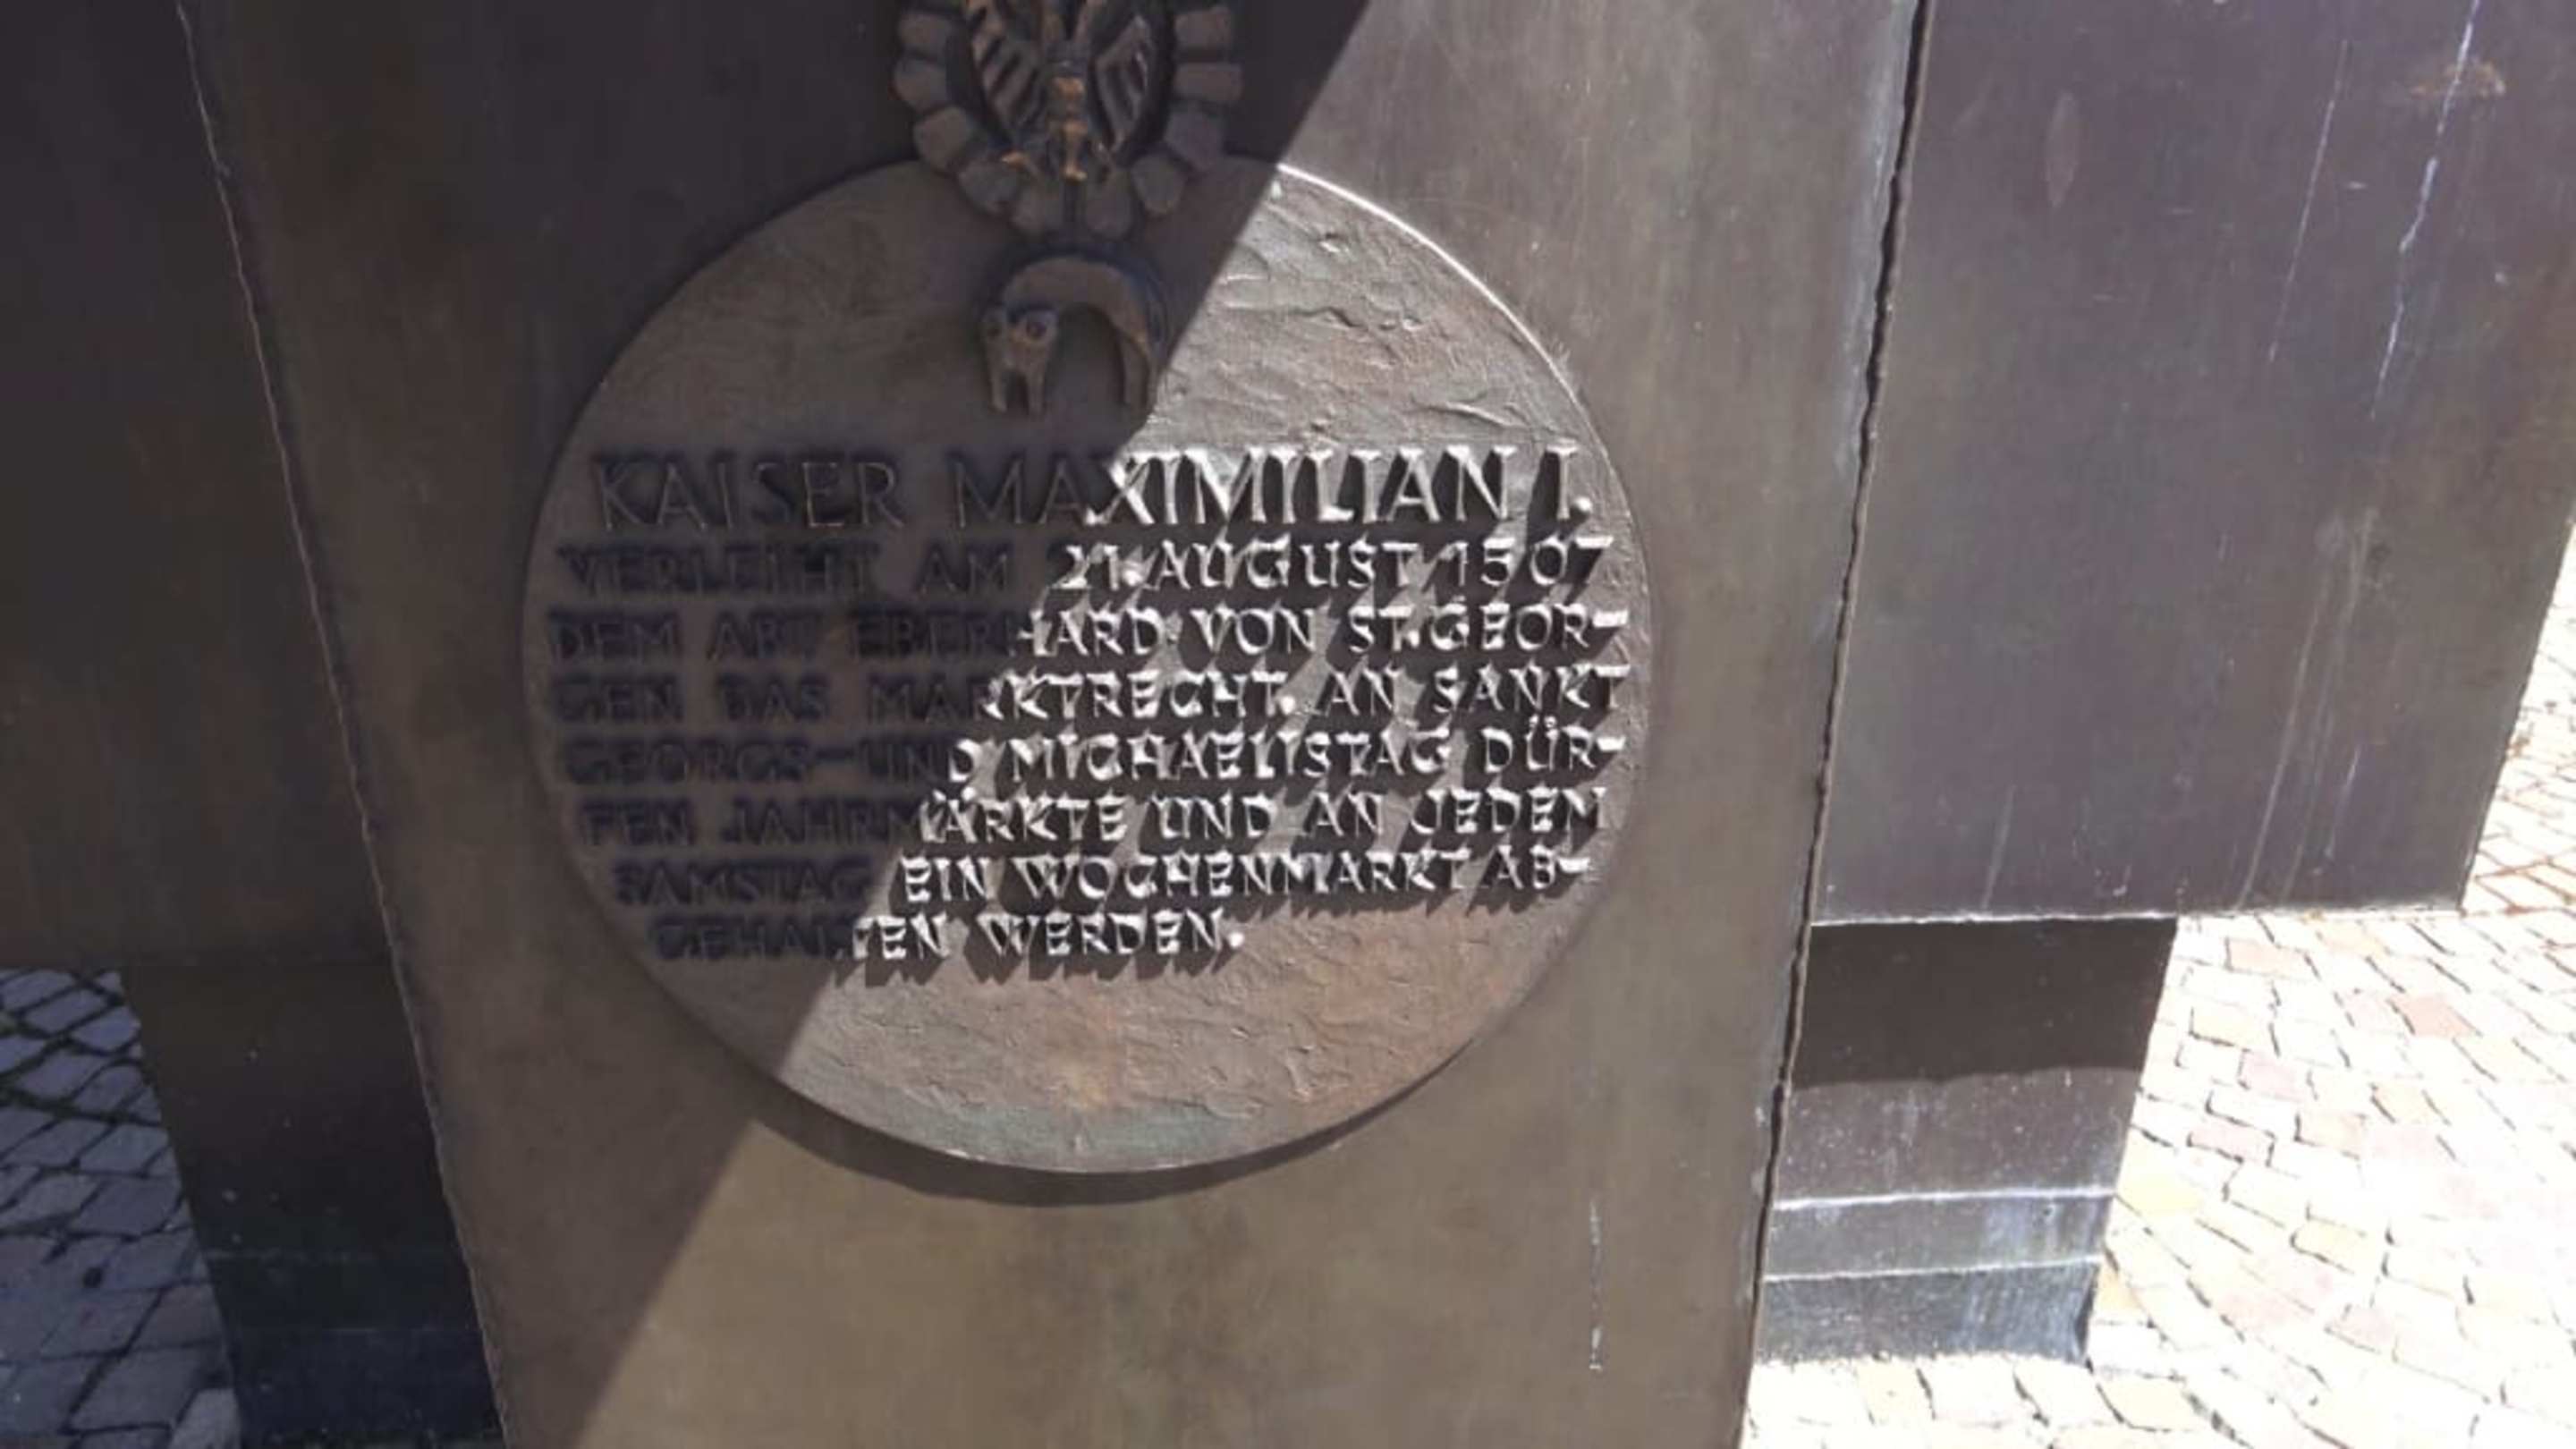 KAISER MAXIMILIAN I.
VERLEIHT AM 21. AUGUST 1507
DEM ABT EBERHARD VON ST. GEOR-
GEN DAS MARKTRECHT. AN SANKT
GEORGS-UND MICHAELISTAG DÜR-
FEN JAHRMÄRKTE UND AN JEDEM
SAMSTAG EIN WOCHENMARKT AB-
GEHALTEN WERDEN.